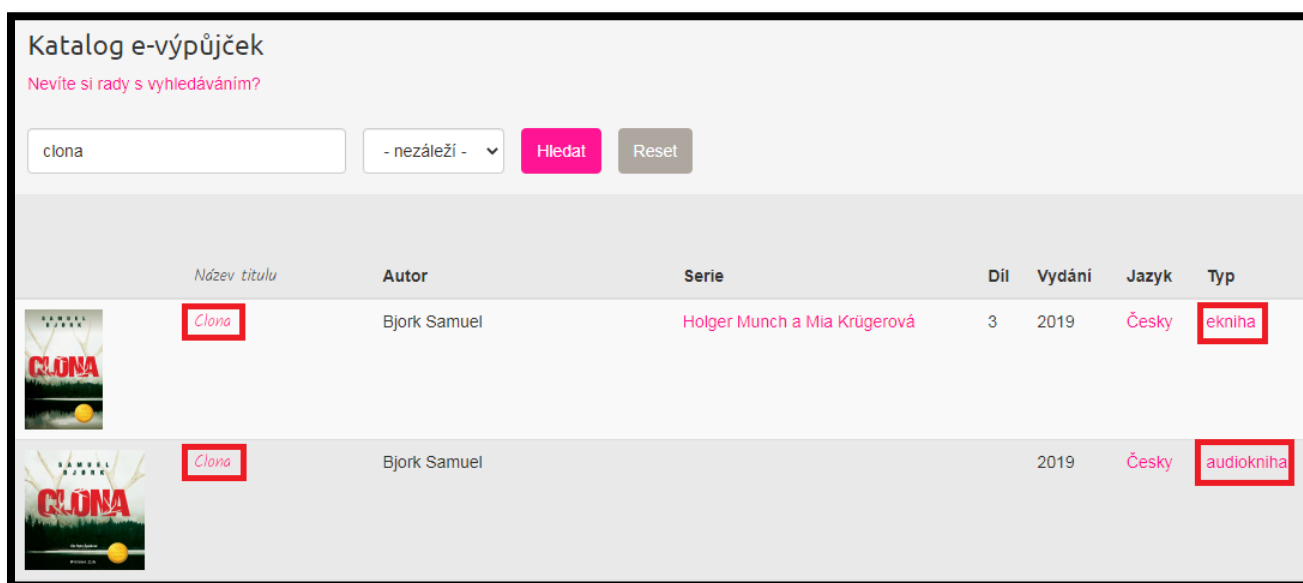 Katalog e-výpůjček
Nevíte si rady s vyhledáváním?
clona
- nezáleží -
Hledat
Reset
Název titulu Autor Serie Díl Vydání Jazyk Typ
SAMUEL
BJORK
CLONA
Clona Bjork Samuel Holger Munch a Mia Krügerová 3 2019 Česky ekniha
SAMUEL
BJORK
CLONA
Clona Bjork Samuel 2019 Česky audiokniha